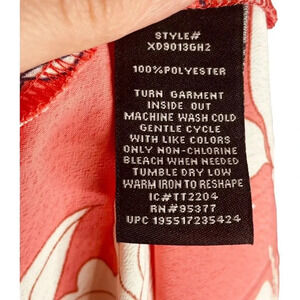 STYLE#
XD9013GH2
100%POLYESTER
TURN GARMENT
INSIDE OUT
MACHINE WASH COLD
GENTLE CYCLE
WITH LIKE COLORS
ONLY NON-CHLORINE
BLEACH WHEN NEEDED
TUMBLE DRY LOW
WARM IRON TO RESHAPE
IC#TT2204
RN#95377
UPC 195517235424